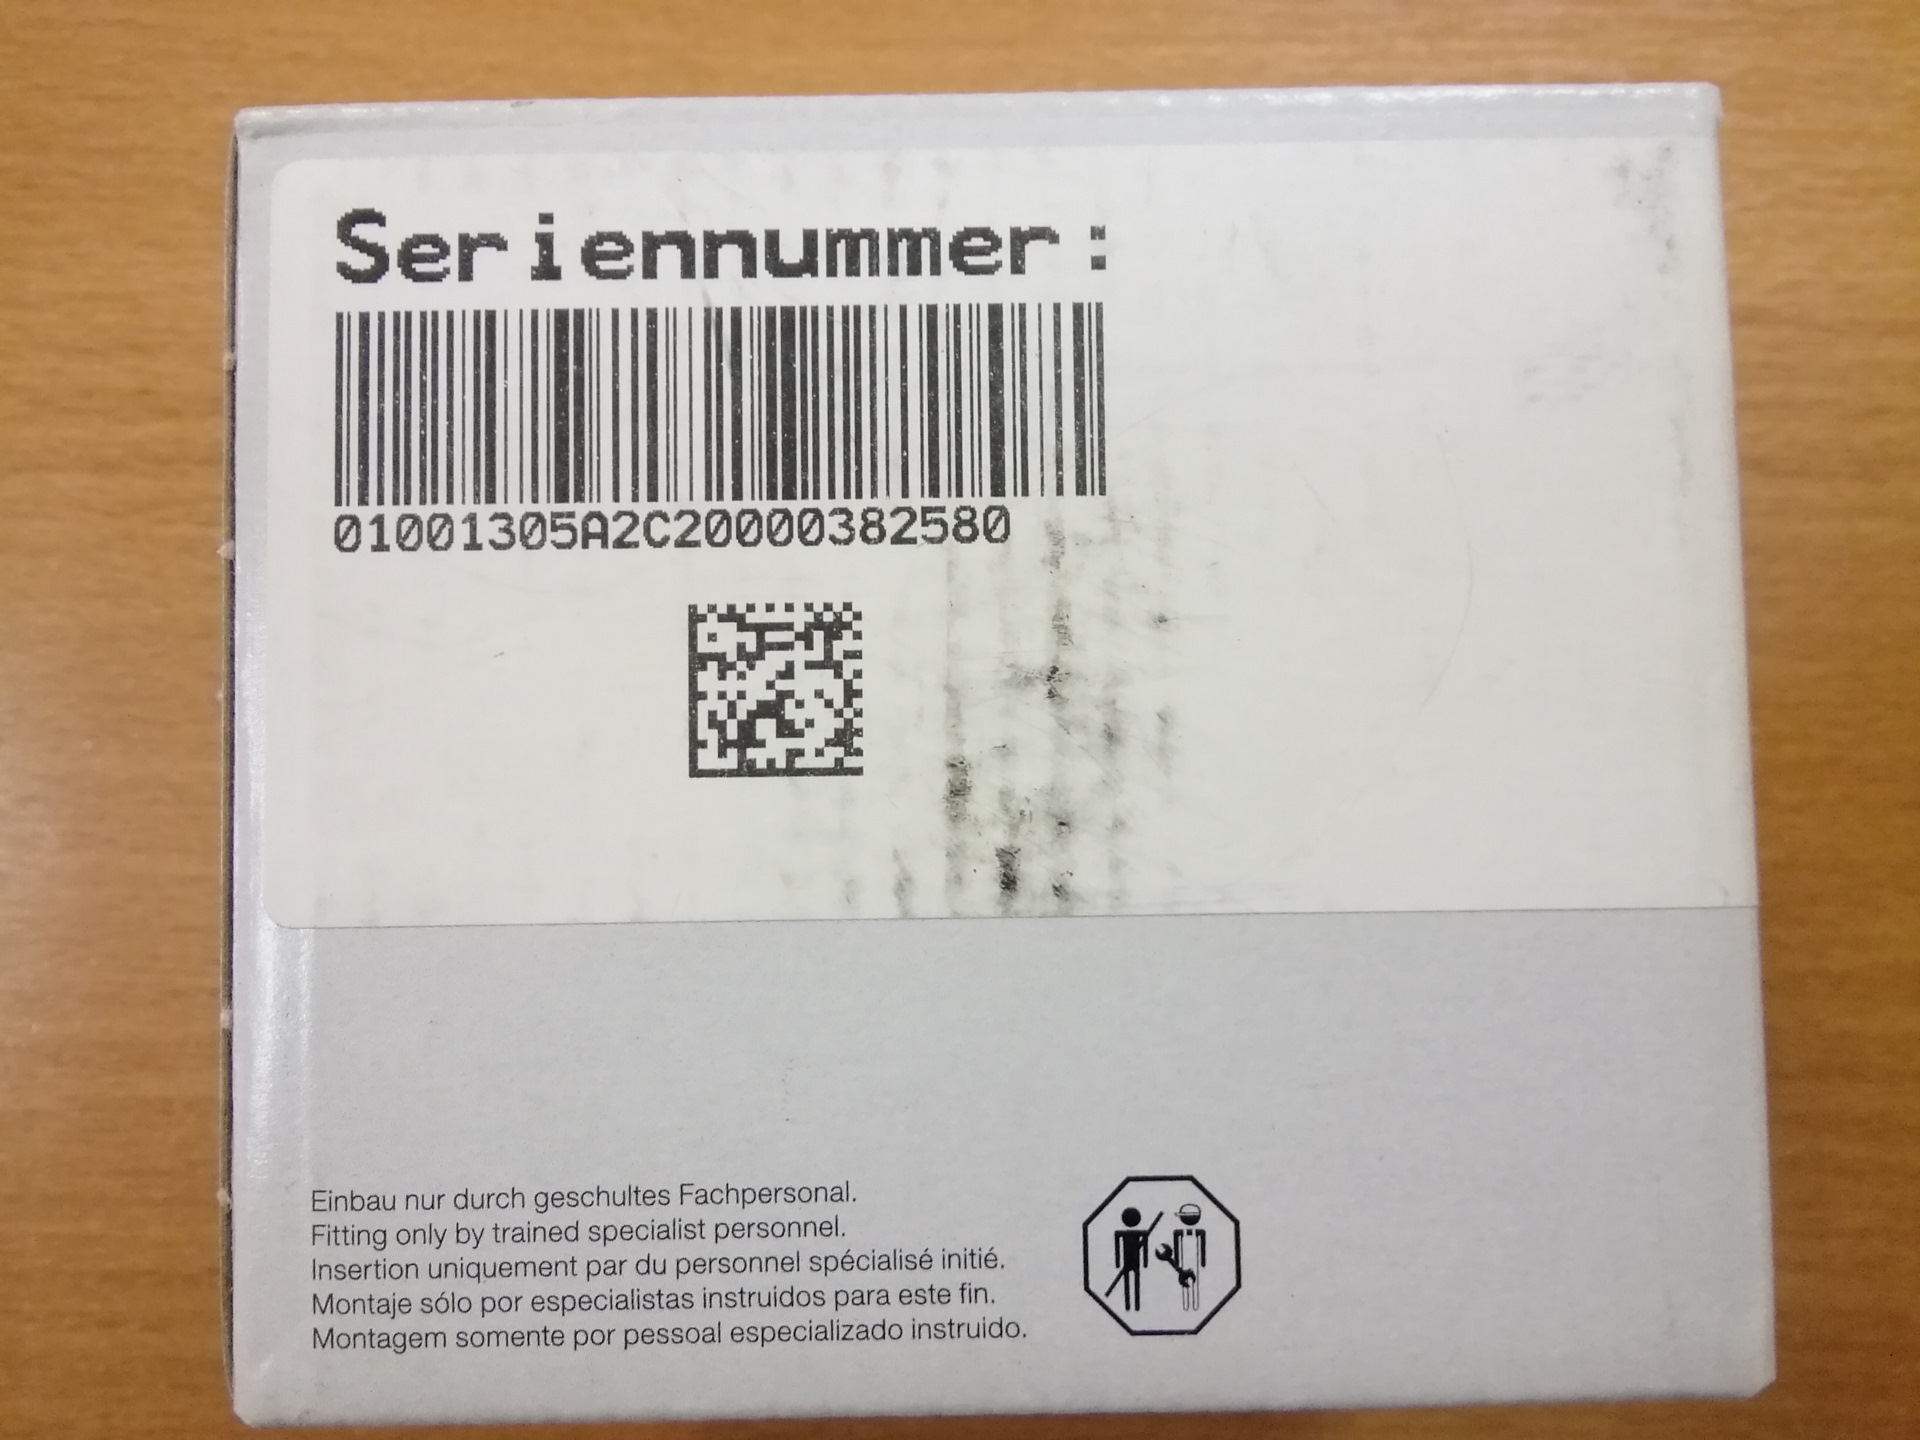 Seriennummer:
01001305A2C20000382580
Einbau nur durch geschultes Fachpersonal.
Fitting only by trained specialist personnel.
Insertion uniquement par du personnel spécialisé initié.
Montaje sólo por especialistas instruidos para este fin.
Montagem somente por pessoal especializado instruido.